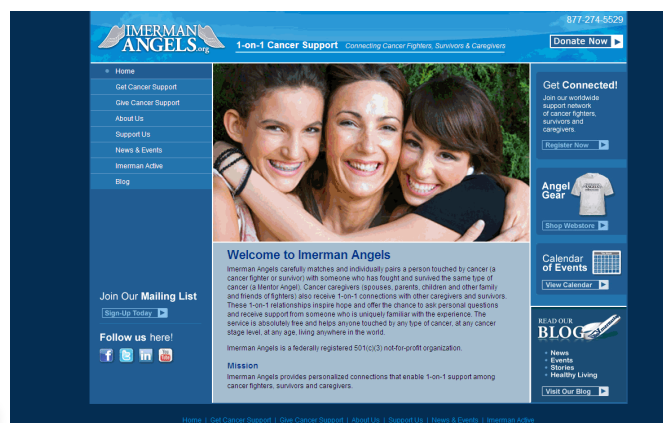 IMERMAN
ANGELS.org
1-on-1 Cancer Support Connecting Cancer Fighters, Survivors & Caregivers
877-274-5529
Donate Now
Home
Get Cancer Support
Give Cancer Support
About Us
Support Us
News & Events
Imerman Active
Blog
Join Our Mailing List
Sign-Up Today
Follow us here!
f
t
in
You
Tube
Welcome to Imerman Angels
Imerman Angels carefully matches and individually pairs a person touched by cancer (a
cancer fighter or survivor) with someone who has fought and survived the same type of
cancer (a Mentor Angel). Cancer caregivers (spouses, parents, children and other family
and friends of fighters) also receive 1-on-1 connections with other caregivers and survivors.
These 1-on-1 relationships inspire hope and offer the chance to ask personal questions
and receive support from someone who is uniquely familiar with the experience. The
service is absolutely free and helps anyone touched by any type of cancer, at any cancer
stage level, at any age, living anywhere in the world.
Imerman Angels is a federally registered 501(c)(3) not-for-profit organization.
Mission
Imerman Angels provides personalized connections that enable 1-on-1 support among
cancer fighters, survivors and caregivers.
Get Connected!
Join our worldwide
support network
of cancer fighters,
survivors and
caregivers.
Register Now
Angel
Gear
Shop Webstore
Calendar
of Events
View Calendar
READ OUR
BLOG
• News
• Events
• Stories
• Healthy Living
Visit Our Blog
Home | Get Cancer Support | Give Cancer Support | About Us | Support Us | News & Events | Imerman Active